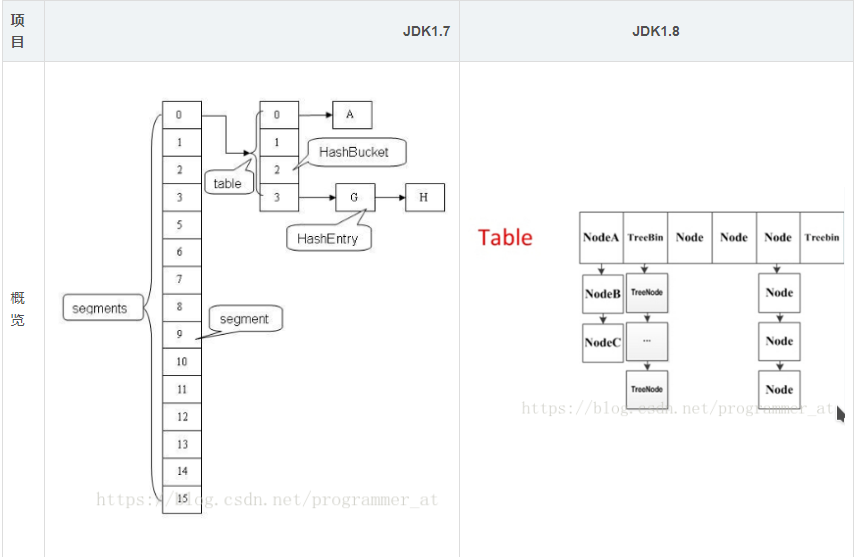 项目
JDK1.7
JDK1.8
概览
segments
0
1
2
3
5
6
7
8
9
10
11
12
13
14
15
segment
table
0
1
2
3
HashBucket
A
G
H
HashEntry
https://blog.csdn.net/programmer_at
Table
NodeA TreeBin Node Node Node Treebin
NodeB TreeNode Node
NodeC ... Node
TreeNode Node
https://blog.csdn.net/programmer_at